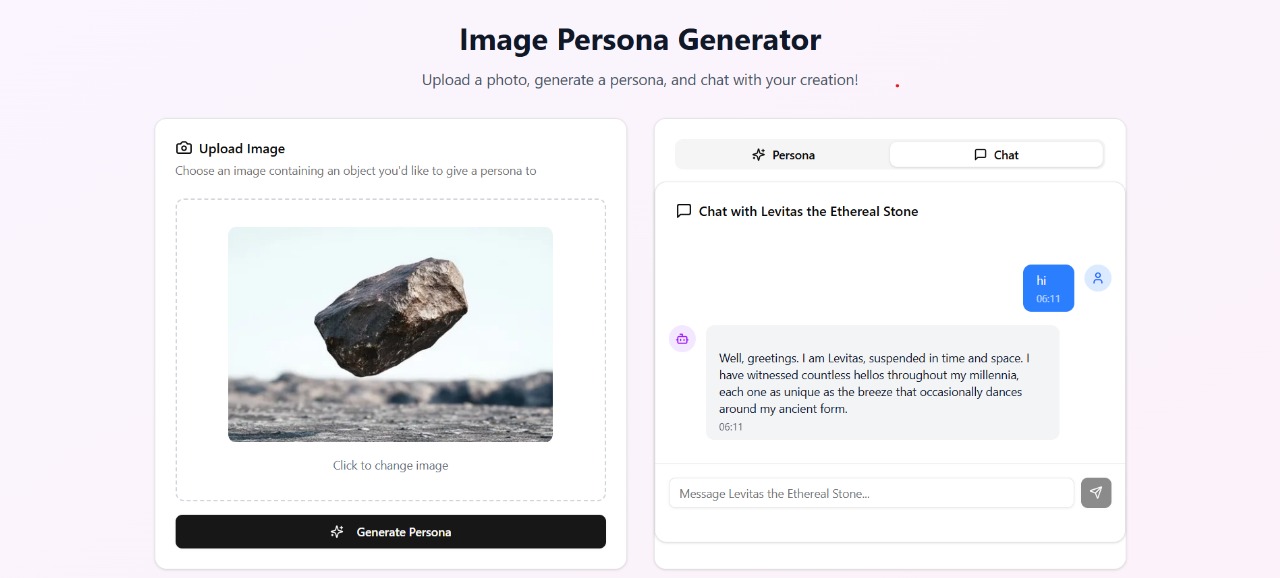 Image Persona Generator
Upload a photo, generate a persona, and chat with your creation!
Upload Image
Choose an image containing an object you'd like to give a persona to
Click to change image
Generate Persona
Persona
Chat
Chat with Levitas the Ethereal Stone
hi
06:11
Well, greetings. I am Levitas, suspended in time and space. I
have witnessed countless hellos throughout my millennia,
each one as unique as the breeze that occasionally dances
around my ancient form.
06:11
Message Levitas the Ethereal Stone...